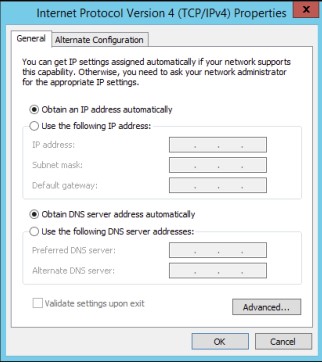 Internet Protocol Version 4 (TCP/IPv4) Properties
x
General
Alternate Configuration
You can get IP settings assigned automatically if your network supports
this capability. Otherwise, you need to ask your network administrator
for the appropriate IP settings.
Obtain an IP address automatically
Use the following IP address:
IP address:
Subnet mask:
Default gateway:
Obtain DNS server address automatically
Use the following DNS server addresses:
Preferred DNS server:
Alternate DNS server:
Validate settings upon exit
Advanced...
OK
Cancel